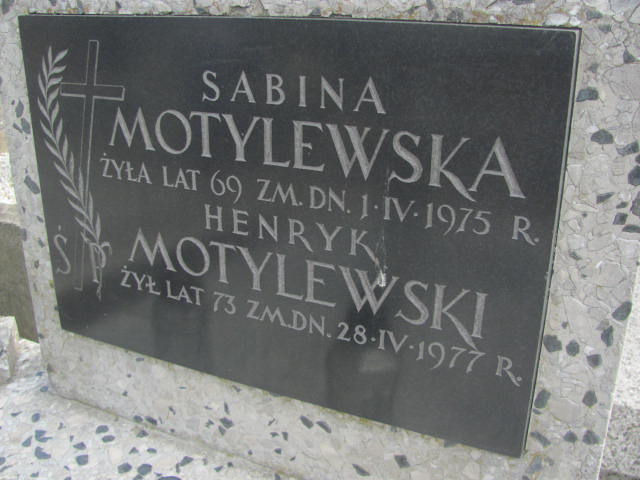 SABINA
MOTYLEWSKA
ŻYŁA LAT 69 ZM. DN. 1·IV·1975 R.
HENRYK
MOTYLEWSKI
ŻYŁ LAT 73 ZM.DN. 28·IV·1977 R.
Ś P